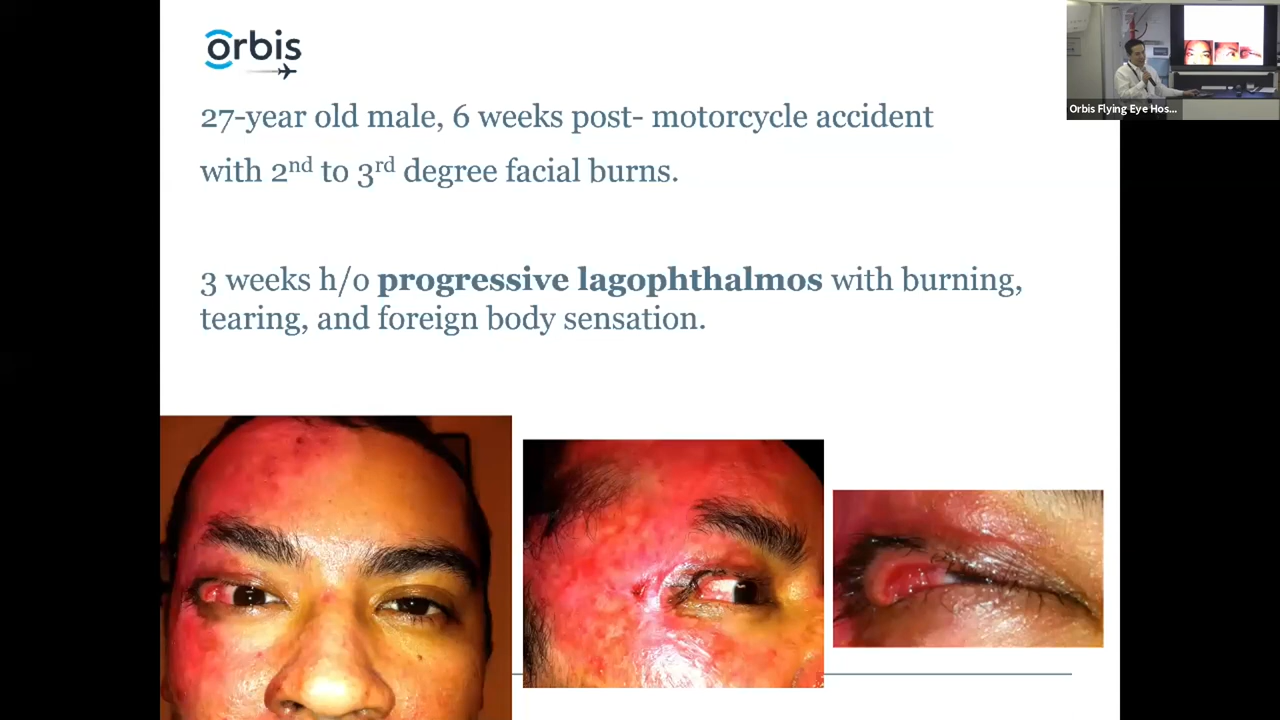 orbis
Orbis Flying Eye Hos...
27-year old male, 6 weeks post- motorcycle accident
with 2nd to 3rd degree facial burns.
3 weeks h/o progressive lagophthalmos with burning,
tearing, and foreign body sensation.